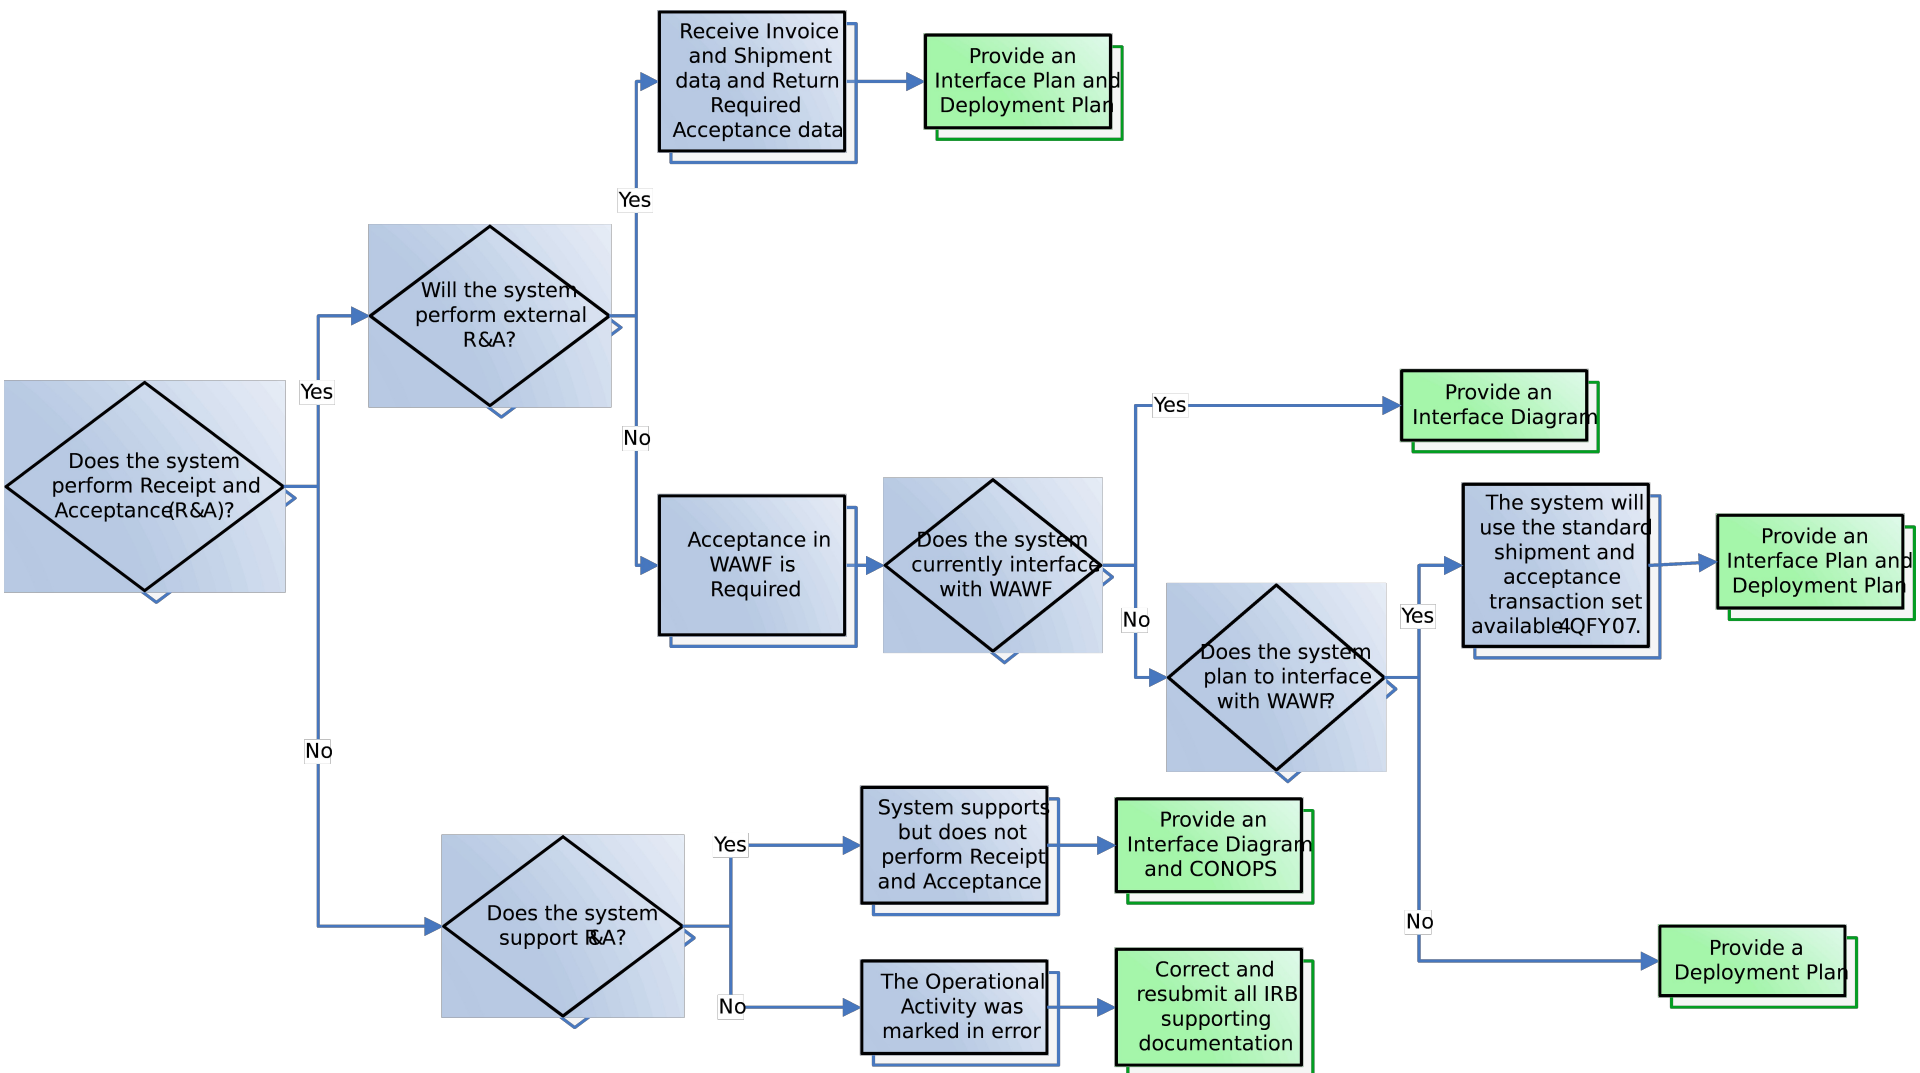 Receive Invoice
and Shipment
data, and Return
Required
Acceptance data.
Provide an
Interface Plan and
Deployment Plan
Yes
Will the system
perform external
R&A?
Yes
No
Does the system
perform Receipt and
Acceptance (R&A)?
No
Acceptance in
WAWF is
Required
Does the system
currently interface
with WAWF
Yes
Provide an
Interface Diagram
No
Does the system
plan to interface
with WAWF?
Yes
The system will
use the standard
shipment and
acceptance
transaction set
available 4QFY07.
Provide an
Interface Plan and
Deployment Plan
No
Provide a
Deployment Plan
Does the system
support R&A?
Yes
System supports
but does not
perform Receipt
and Acceptance.
Provide an
Interface Diagram
and CONOPS
No
The Operational
Activity was
marked in error.
Correct and
resubmit all IRB
supporting
documentation